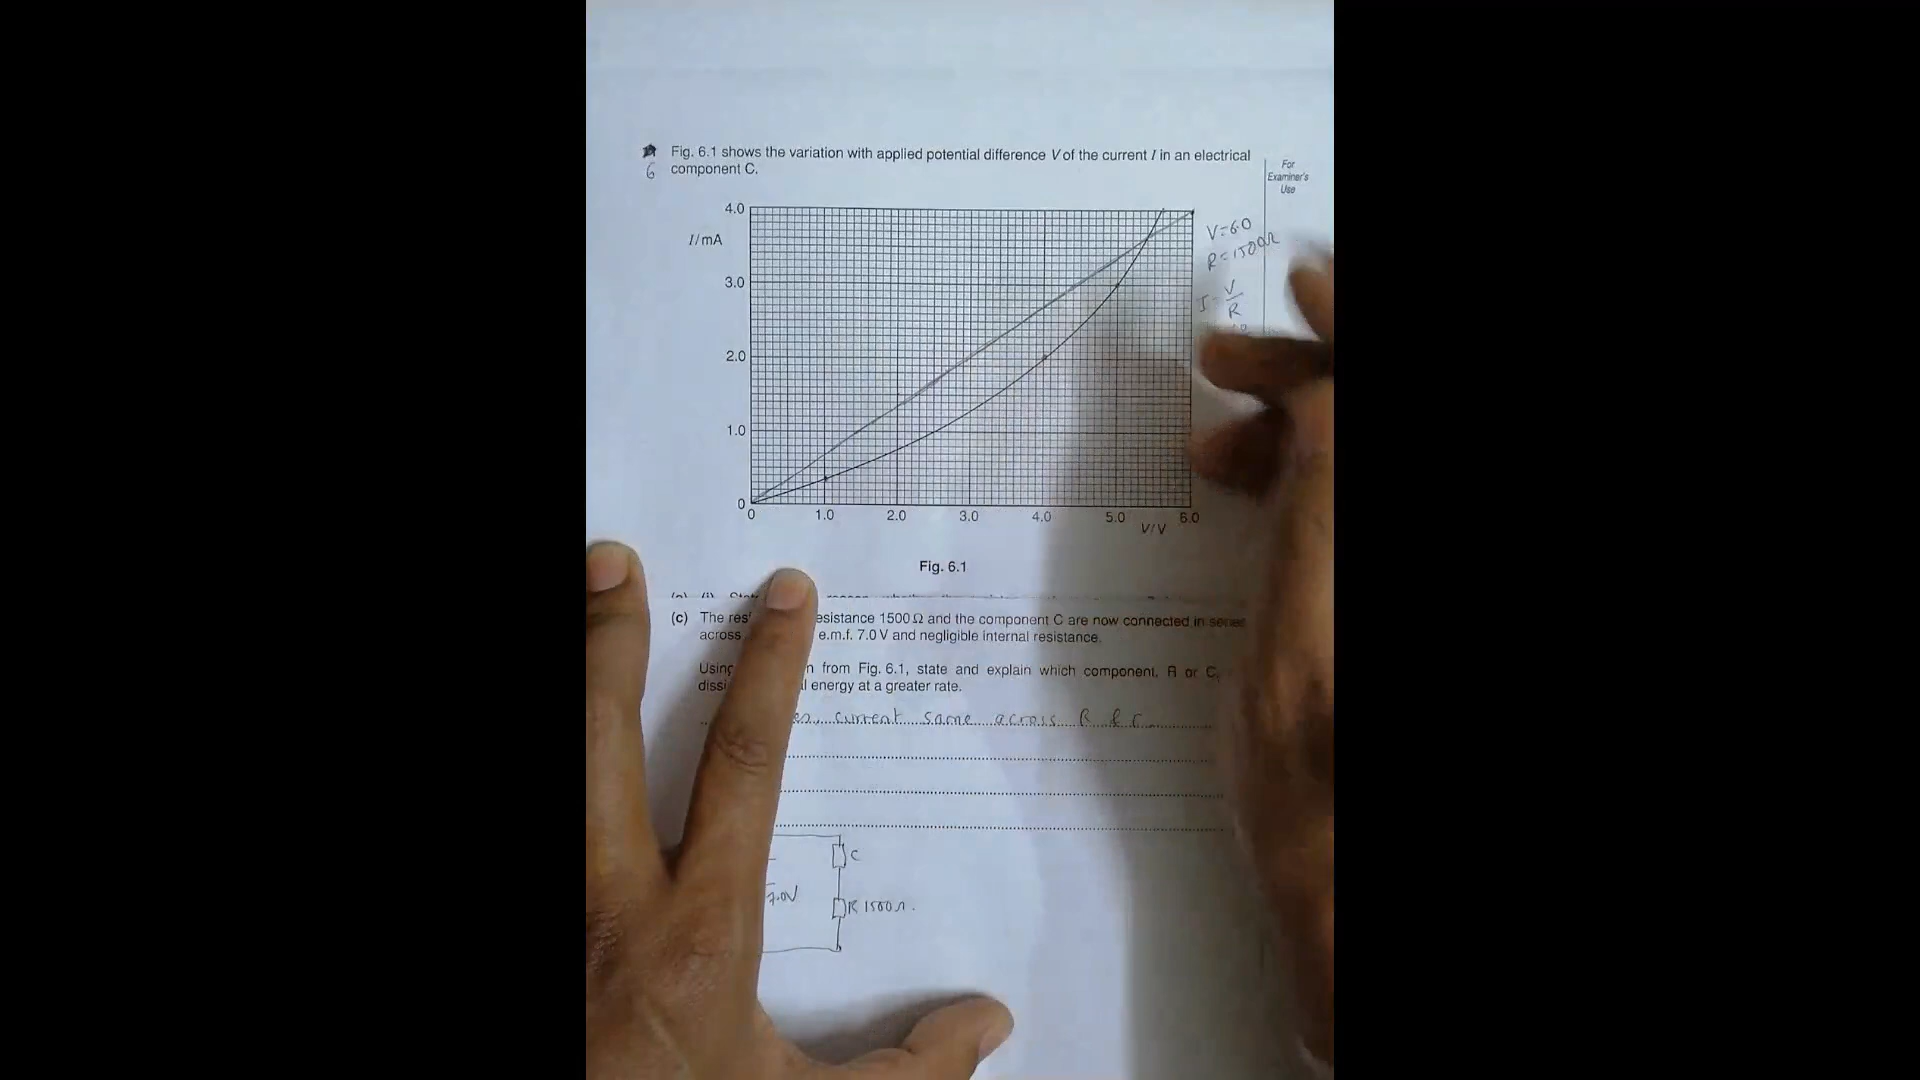 Fig. 6.1 shows the variation with applied potential difference V of the current I in an electrical
6 component C.
For
Examiner's
Use
4.0
I/mA
3.0
2.0
1.0
0
0 1.0 2.0 3.0 4.0 5.0 6.0
V/V
V=6.0
R=1500Ω
I = V
R
Fig. 6.1
(c) The res esistance 1500 Ω and the component C are now connected in series
across e.m.f. 7.0 V and negligible internal resistance.
Using n from Fig. 6.1, state and explain which component, R or C,
dissi l energy at a greater rate.
es, current same across R & C.
C
7.0V
R 1500Ω.